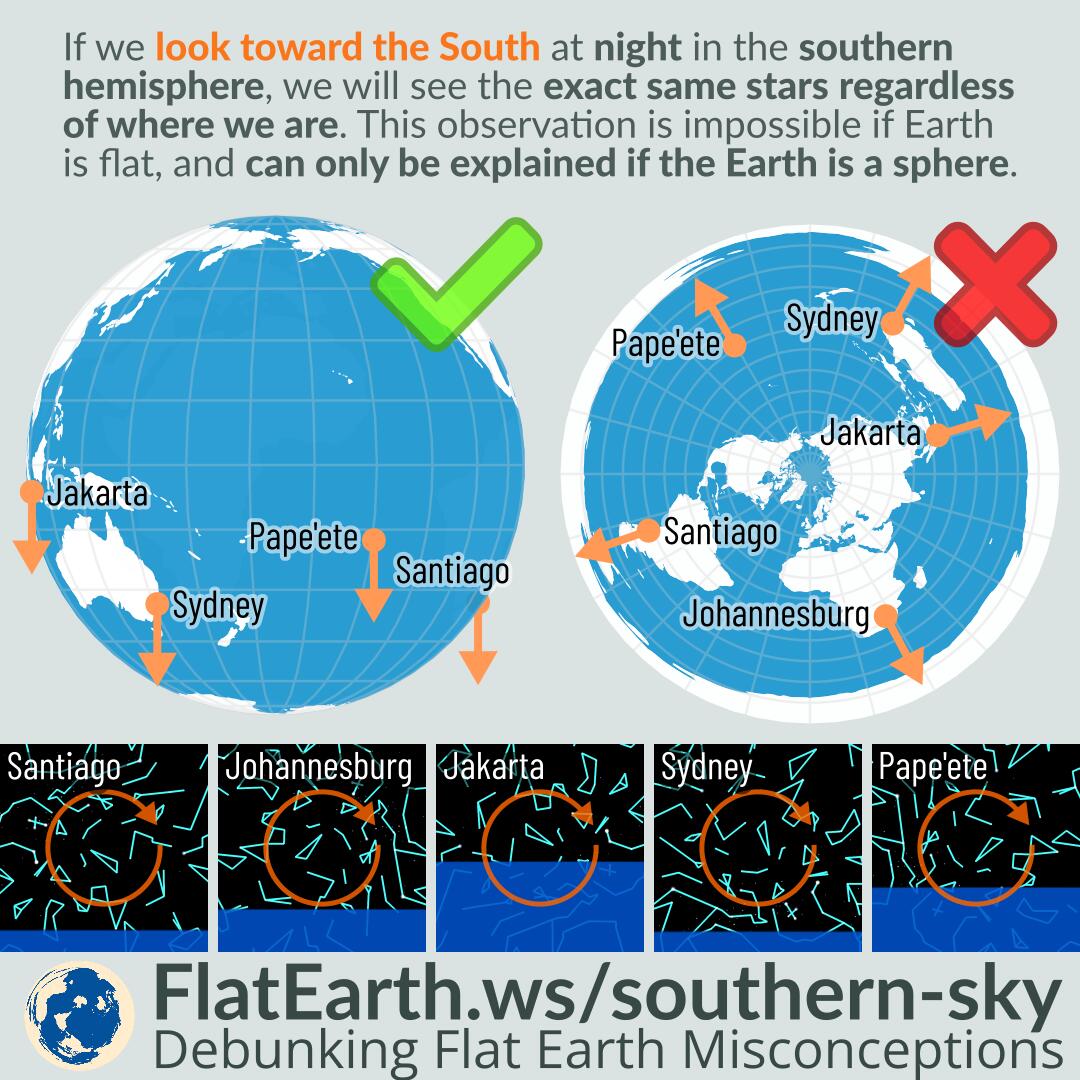 If we look toward the South at night in the southern
hemisphere, we will see the exact same stars regardless
of where we are. This observation is impossible if Earth
is flat, and can only be explained if the Earth is a sphere.
Jakarta
Pape'ete
Santiago
Sydney
Sydney
Pape'ete
Jakarta
Santiago
Johannesburg
Santiago
Johannesburg
Jakarta
Sydney
Pape'ete
FlatEarth.ws/southern-sky
Debunking Flat Earth Misconceptions